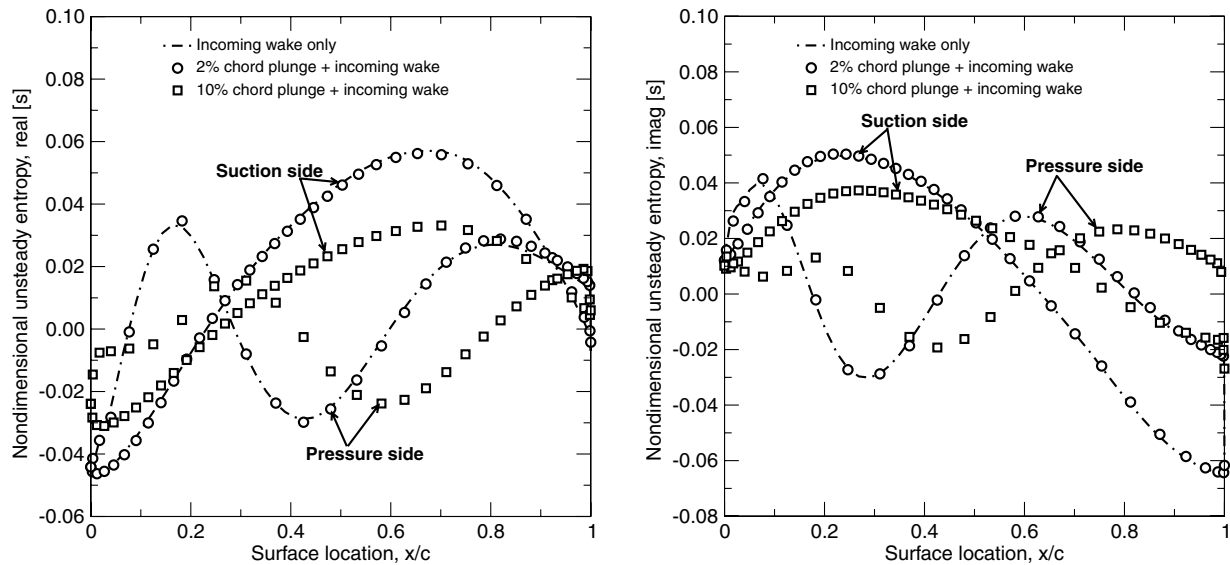 Nondimensional unsteady entropy, real [s]
0.10
0.08
0.06
0.04
0.02
0.00
-0.02
-0.04
-0.06
Incoming wake only
2% chord plunge + incoming wake
10% chord plunge + incoming wake
Suction side
Pressure side
0 0.2 0.4 0.6 0.8 1
Surface location, x/c
Nondimensional unsteady entropy, imag [s]
0.10
0.08
0.06
0.04
0.02
0.00
-0.02
-0.04
-0.06
-0.08
Incoming wake only
2% chord plunge + incoming wake
10% chord plunge + incoming wake
Suction side
Pressure side
0 0.2 0.4 0.6 0.8 1
Surface location, x/c